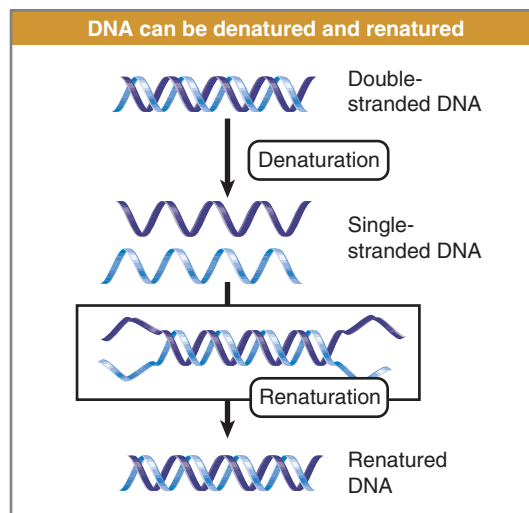 DNA can be denatured and renatured
Double-
stranded DNA
Denaturation
Single-
stranded DNA
Renaturation
Renatured
DNA